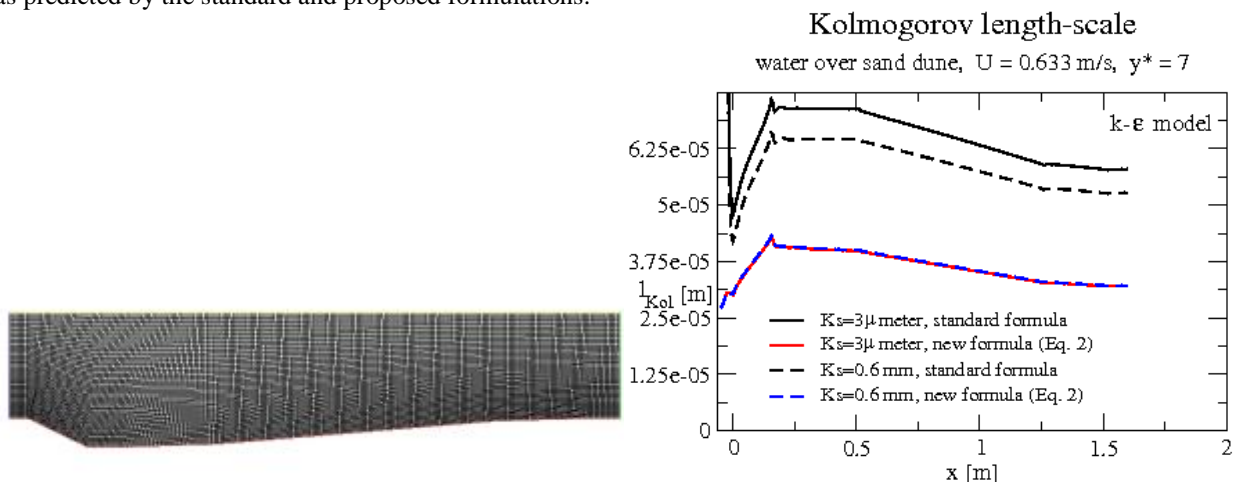 as predicted by the standard and proposed formulations.
Kolmogorov length-scale
water over sand dune, U = 0.633 m/s, y* = 7
k-ε model
6.25e-05
5e-05
3.75e-05
l Kol [m]
2.5e-05
1.25e-05
0
Ks=3μ meter, standard formula
Ks=3μ meter, new formula (Eq. 2)
Ks=0.6 mm, standard formula
Ks=0.6 mm, new formula (Eq. 2)
0 0.5 1 1.5 2
x [m]